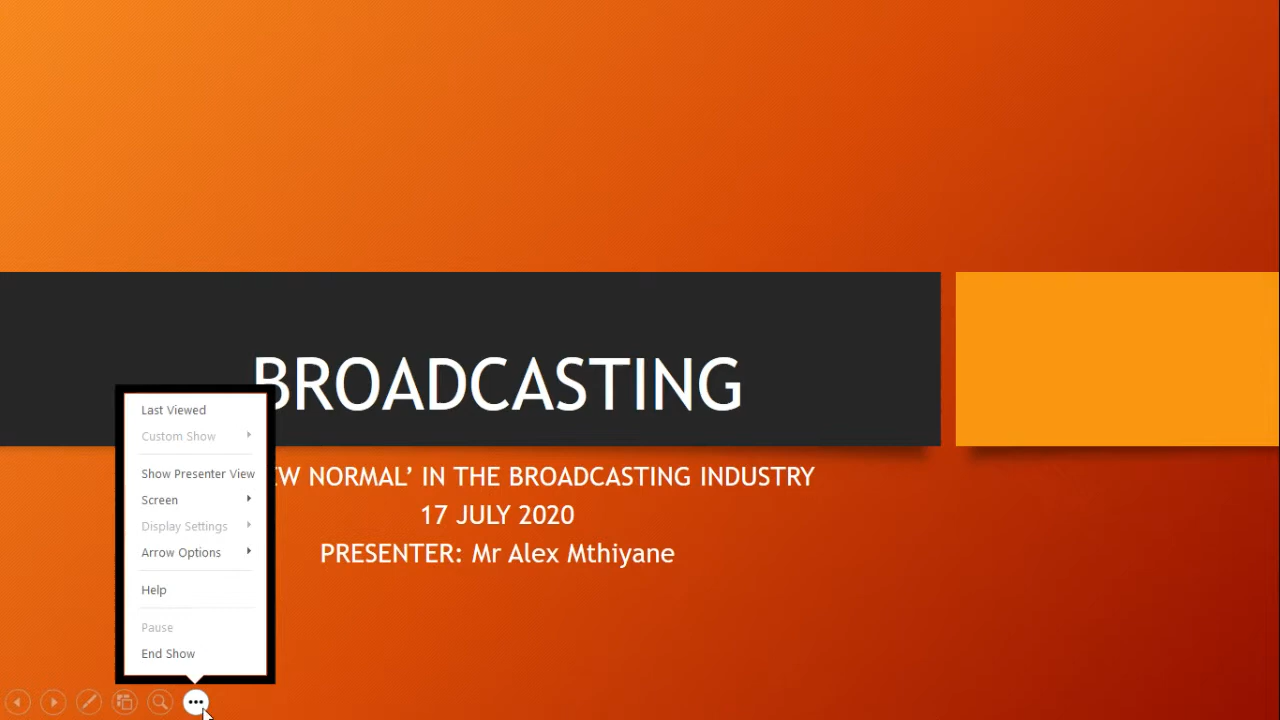 BROADCASTING
EW NORMAL’ IN THE BROADCASTING INDUSTRY
17 JULY 2020
PRESENTER: Mr Alex Mthiyane
Last Viewed
Custom Show
Show Presenter View
Screen
Display Settings
Arrow Options
Help
Pause
End Show